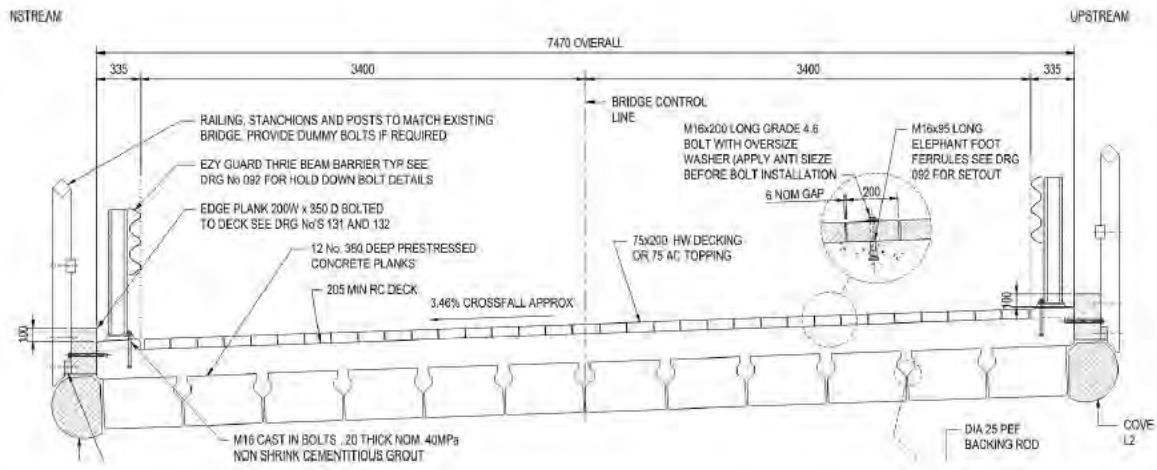 NSTREAM
UPSTREAM
7470 OVERALL
335
3400
3400
335
RAILING, STANCHIONS AND POSTS TO MATCH EXISTING
BRIDGE. PROVIDE DUMMY BOLTS IF REQUIRED
BRIDGE CONTROL
LINE
M16x200 LONG GRADE 4.6
BOLT WITH OVERSIZE
WASHER (APPLY ANTI SIEZE
BEFORE BOLT INSTALLATION
M16x95 LONG
ELEPHANT FOOT
FERRULES SEE DRG
092 FOR SETOUT
EZY GUARD THRIE BEAM BARRIER TYP SEE
DRG No 092 FOR HOLD DOWN BOLT DETAILS
6 NOM GAP
200
EDGE PLANK 200W x 350 D BOLTED
TO DECK SEE DRG No'S 131 AND 132
12 No. 380 DEEP PRESTRESSED
CONCRETE PLANKS
75x200 HW DECKING
OR 75 AC TOPPING
205 MIN RC DECK
3.46% CROSSFALL APPROX
100
100
M16 CAST IN BOLTS . 20 THICK NOM. 40MPa
NON SHRINK CEMENTITIOUS GROUT
DIA 25 PEF
BACKING ROD
COVE
L2